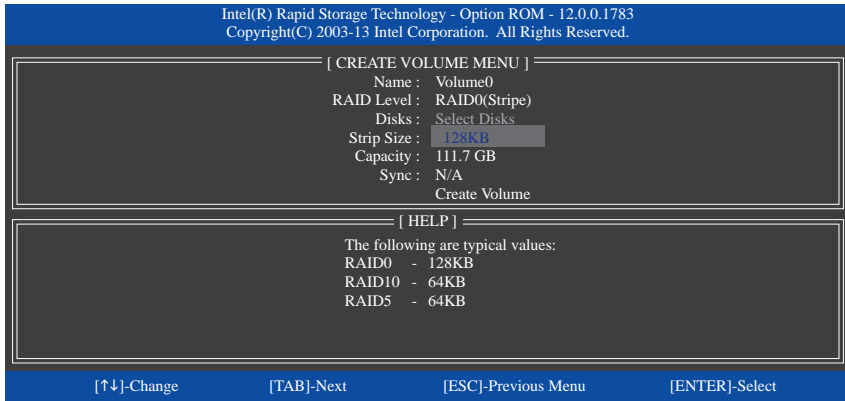 Intel(R) Rapid Storage Technology - Option ROM - 12.0.0.1783
Copyright(C) 2003-13 Intel Corporation. All Rights Reserved.
[ CREATE VOLUME MENU ]
Name : Volume0
RAID Level : RAID0(Stripe)
Disks : Select Disks
Strip Size : 128KB
Capacity : 111.7 GB
Sync : N/A
Create Volume
[ HELP ]
The following are typical values:
RAID0 - 128KB
RAID10 - 64KB
RAID5 - 64KB
[↑↓]-Change [TAB]-Next [ESC]-Previous Menu [ENTER]-Select